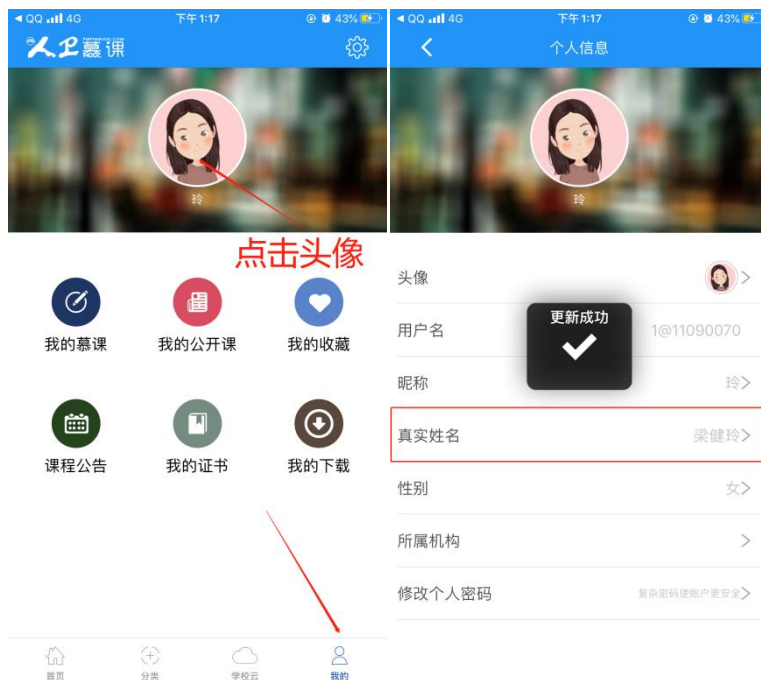 QQ 4G 下午1:17 43%
人卫慕课
玲
点击头像
我的慕课 我的公开课 我的收藏
课程公告 我的证书 我的下载
首页 分类 学校云 我的
QQ 4G 下午1:17 43%
个人信息
玲
头像
更新成功
用户名 1@11090070
昵称 玲
真实姓名 梁健玲
性别 女
所属机构
修改个人密码 复杂密码使账户更安全